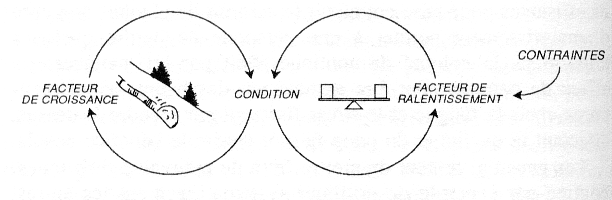 CONTRAINTES
FACTEUR
DE CROISSANCE
CONDITION
FACTEUR DE
RALENTISSEMENT